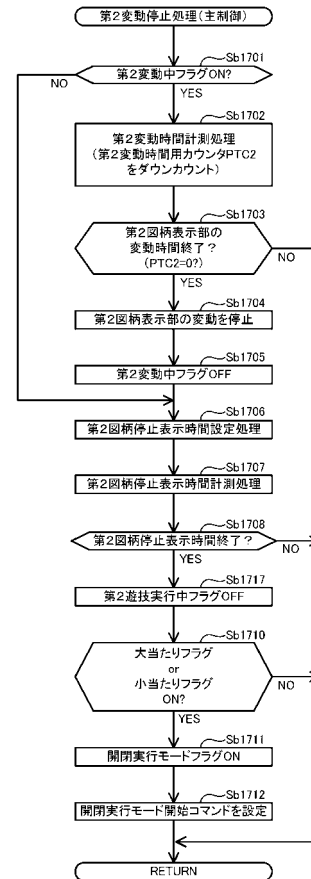 第2変動停止処理(主制御)
Sb1701
第2変動中フラグON?
NO
YES
Sb1702
第2変動時間計測処理
(第2変動時間用カウンタPTC2
をダウンカウント)
Sb1703
第2図柄表示部の
変動時間終了?
(PTC2=0?)
NO
YES
Sb1704
第2図柄表示部の変動を停止
Sb1705
第2変動中フラグOFF
Sb1706
第2図柄停止表示時間設定処理
Sb1707
第2図柄停止表示時間計測処理
Sb1708
第2図柄停止表示時間終了?
NO
YES
Sb1717
第2遊技実行中フラグOFF
Sb1710
大当たりフラグ
or
小当たりフラグ
ON?
NO
YES
Sb1711
開閉実行モードフラグON
Sb1712
開閉実行モード開始コマンドを設定
RETURN